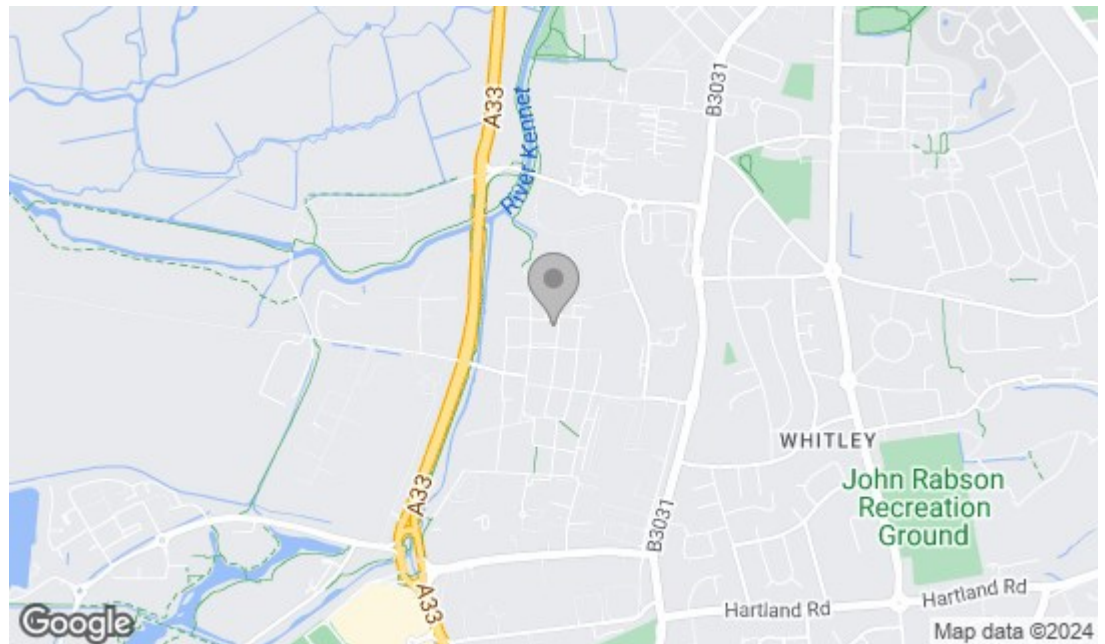 A33
B3031
River Kennet
WHITLEY
John Rabson
Recreation
Ground
A33
B3031
A33
Hartland Rd
Hartland Rd
Google
Map data ©2024